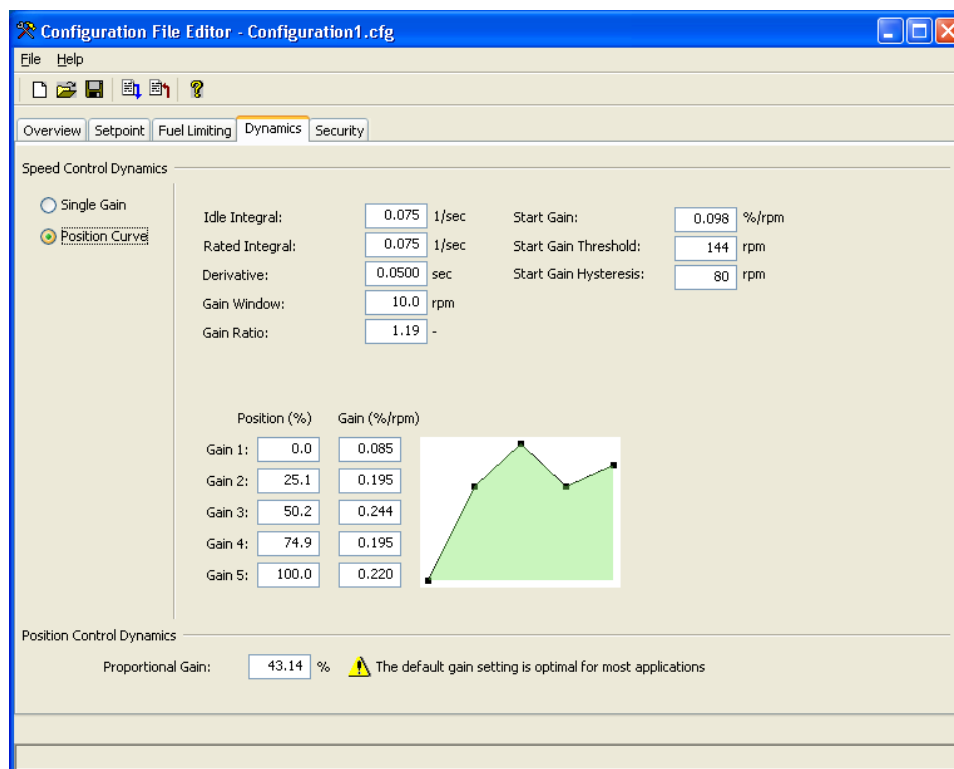 Configuration File Editor - Configuration1.cfg
File Help
Overview Setpoint Fuel Limiting Dynamics Security
Speed Control Dynamics
Single Gain
Position Curve
Idle Integral: 0.075 1/sec Start Gain: 0.098 %/rpm
Rated Integral: 0.075 1/sec Start Gain Threshold: 144 rpm
Derivative: 0.0500 sec Start Gain Hysteresis: 80 rpm
Gain Window: 10.0 rpm
Gain Ratio: 1.19 -
Position (%) Gain (%/rpm)
Gain 1: 0.0 0.085
Gain 2: 25.1 0.195
Gain 3: 50.2 0.244
Gain 4: 74.9 0.195
Gain 5: 100.0 0.220
Position Control Dynamics
Proportional Gain: 43.14 % The default gain setting is optimal for most applications